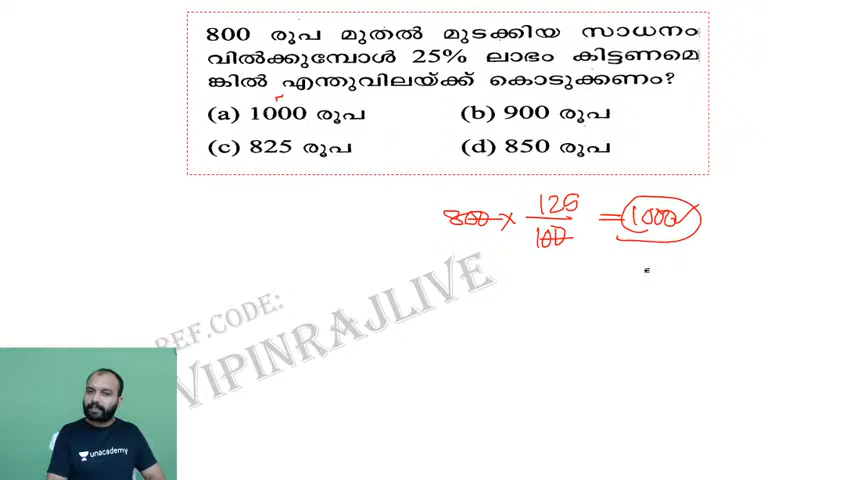 800 രൂപ മുതൽ മുടക്കിയ സാധനം
വിൽക്കുമ്പോൾ 25% ലാഭം കിട്ടണമെ
ങ്കിൽ എന്തുവിലയ്ക്ക് കൊടുക്കണം?
(a) 1000 രൂപ (b) 900 രൂപ
(c) 825 രൂപ (d) 850 രൂപ
800 × 125/100 = 1000
REF.CODE:
VIPINRAJLIVE
unacademy